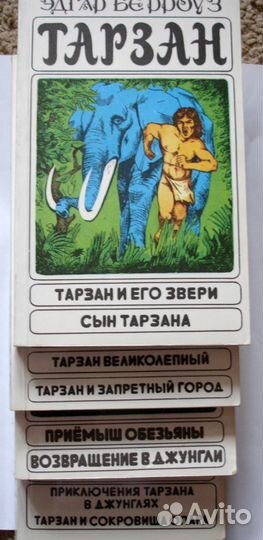 ЭДГАР БЕРРОУЗ
ТАРЗАН
ТАРЗАН И ЕГО ЗВЕРИ
СЫН ТАРЗАНА
ТАРЗАН ВЕЛИКОЛЕПНЫЙ
ТАРЗАН И ЗАПРЕТНЫЙ ГОРОД
ПРИЁМЫШ ОБЕЗЬЯНЫ
ВОЗВРАЩЕНИЕ В ДЖУНГЛИ
ПРИКЛЮЧЕНИЯ ТАРЗАНА
В ДЖУНГЛЯХ
ТАРЗАН И СОКРОВИЩА
Avito